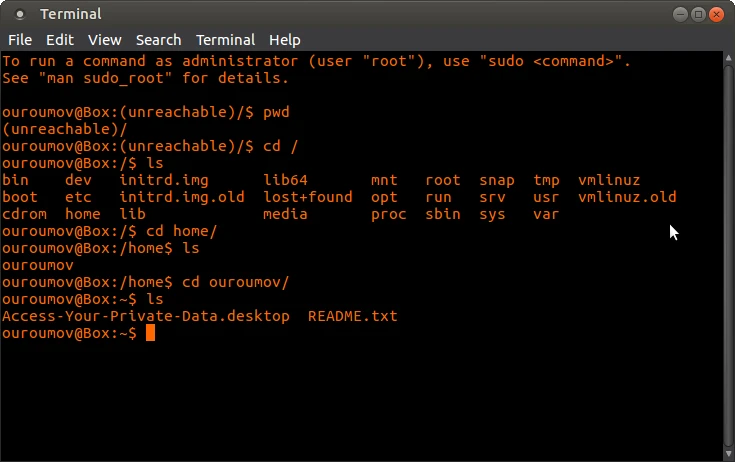 Terminal
File Edit View Search Terminal Help
To run a command as administrator (user "root"), use "sudo <command>".
See "man sudo_root" for details.
ouroumov@Box:(unreachable)/$ pwd
(unreachable)/
ouroumov@Box:(unreachable)/$ cd /
ouroumov@Box:/$ ls
bin    dev   initrd.img      lib64       mnt   root  snap  tmp  vmlinuz
boot   etc   initrd.img.old  lost+found  opt   run   srv   usr  vmlinuz.old
cdrom  home  lib             media       proc  sbin  sys   var
ouroumov@Box:/$ cd home/
ouroumov@Box:/home$ ls
ouroumov
ouroumov@Box:/home$ cd ouroumov/
ouroumov@Box:~$ ls
Access-Your-Private-Data.desktop  README.txt
ouroumov@Box:~$